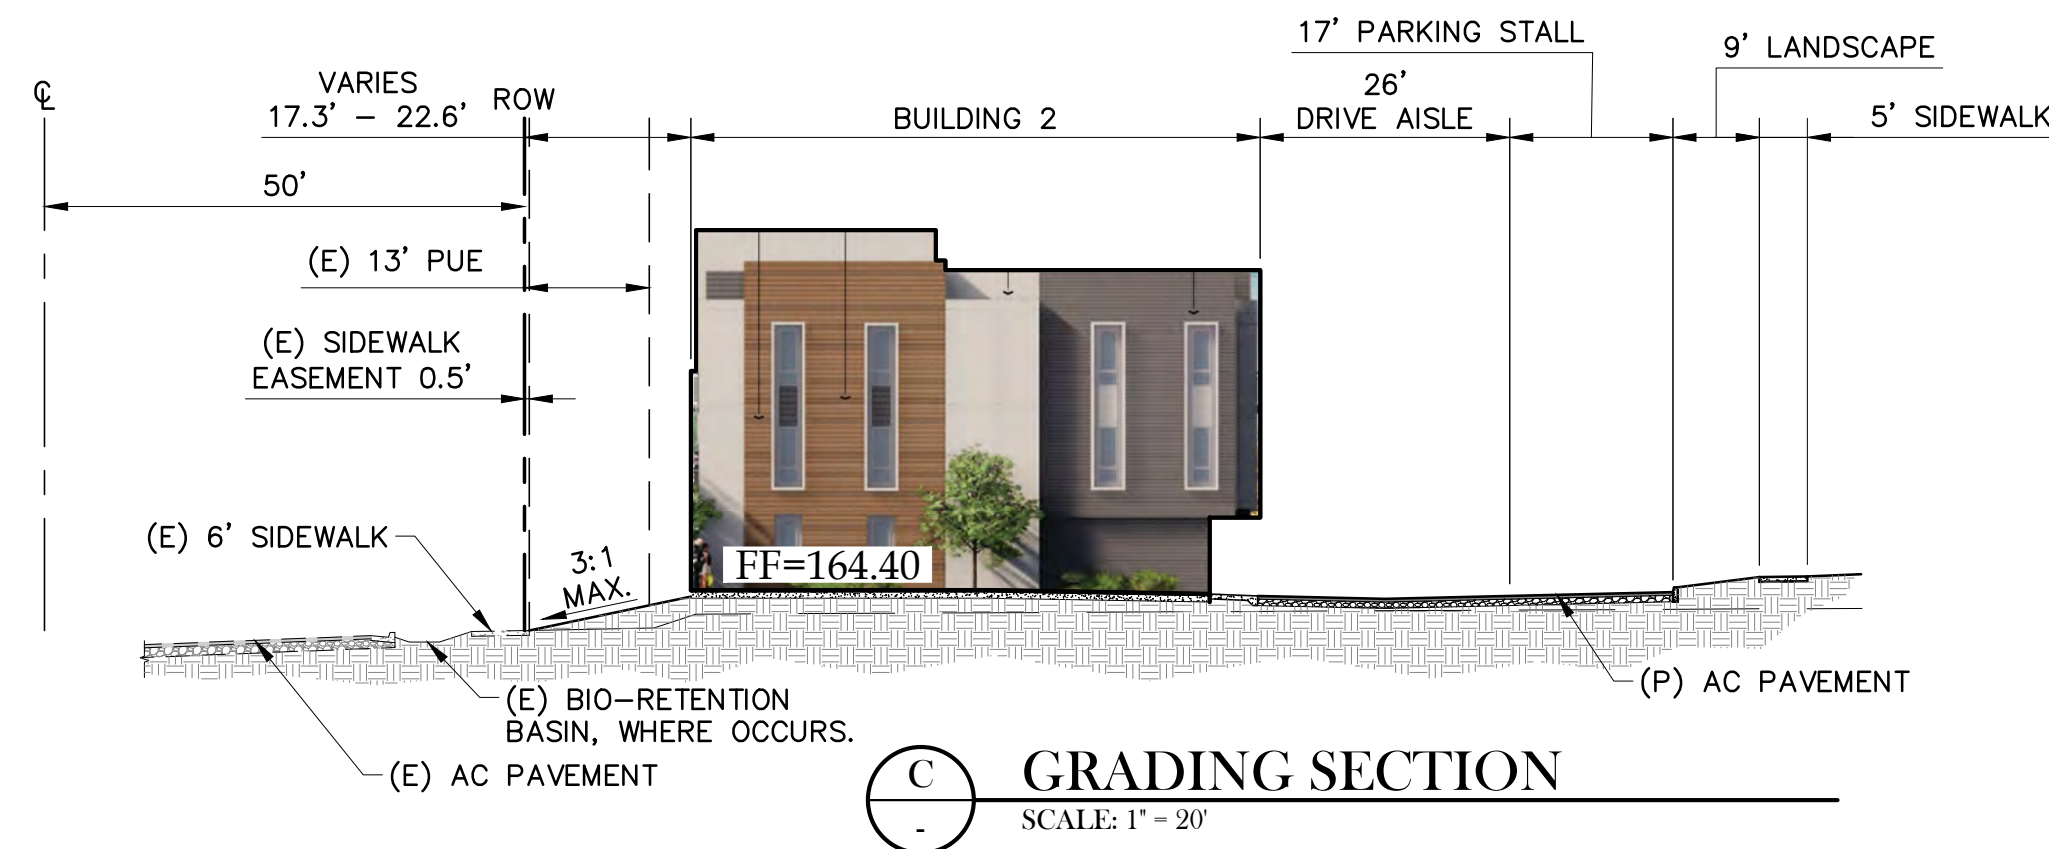 17' PARKING STALL
9' LANDSCAPE
℄
VARIES
17.3' – 22.6'
ROW
BUILDING 2
26'
DRIVE AISLE
5' SIDEWALK
50'
(E) 13' PUE
(E) SIDEWALK
EASEMENT 0.5'
(E) 6' SIDEWALK
3:1
MAX.
FF=164.40
(P) AC PAVEMENT
(E) BIO–RETENTION
BASIN, WHERE OCCURS.
(E) AC PAVEMENT
C
-
GRADING SECTION
SCALE: 1" = 20'